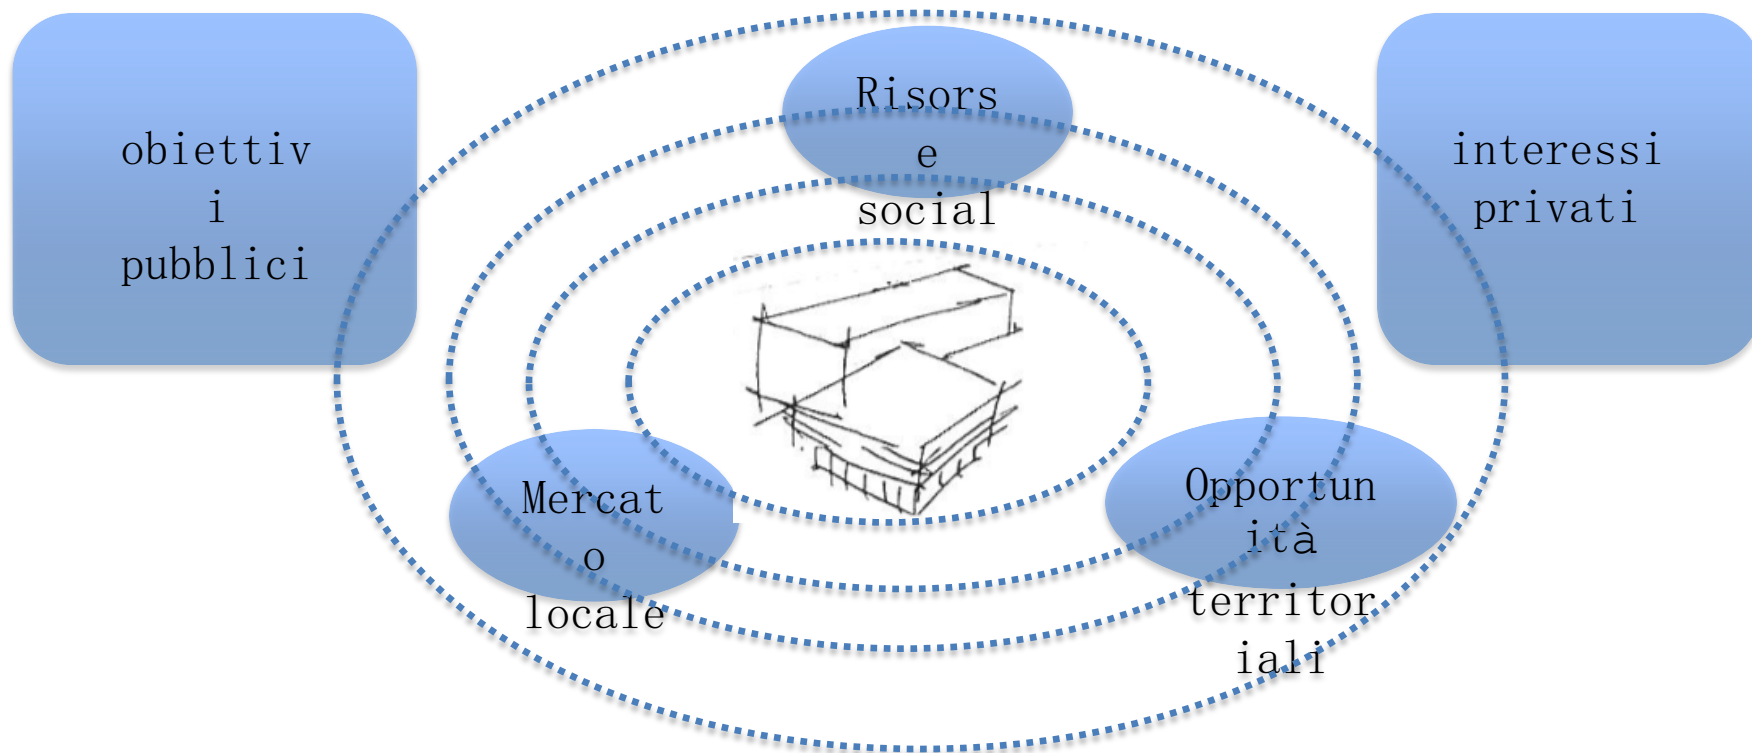 obiettiv
i
pubblici
Risors
e
social
interessi
privati
Mercat
o
locale
Opportun
ità
territor
iali